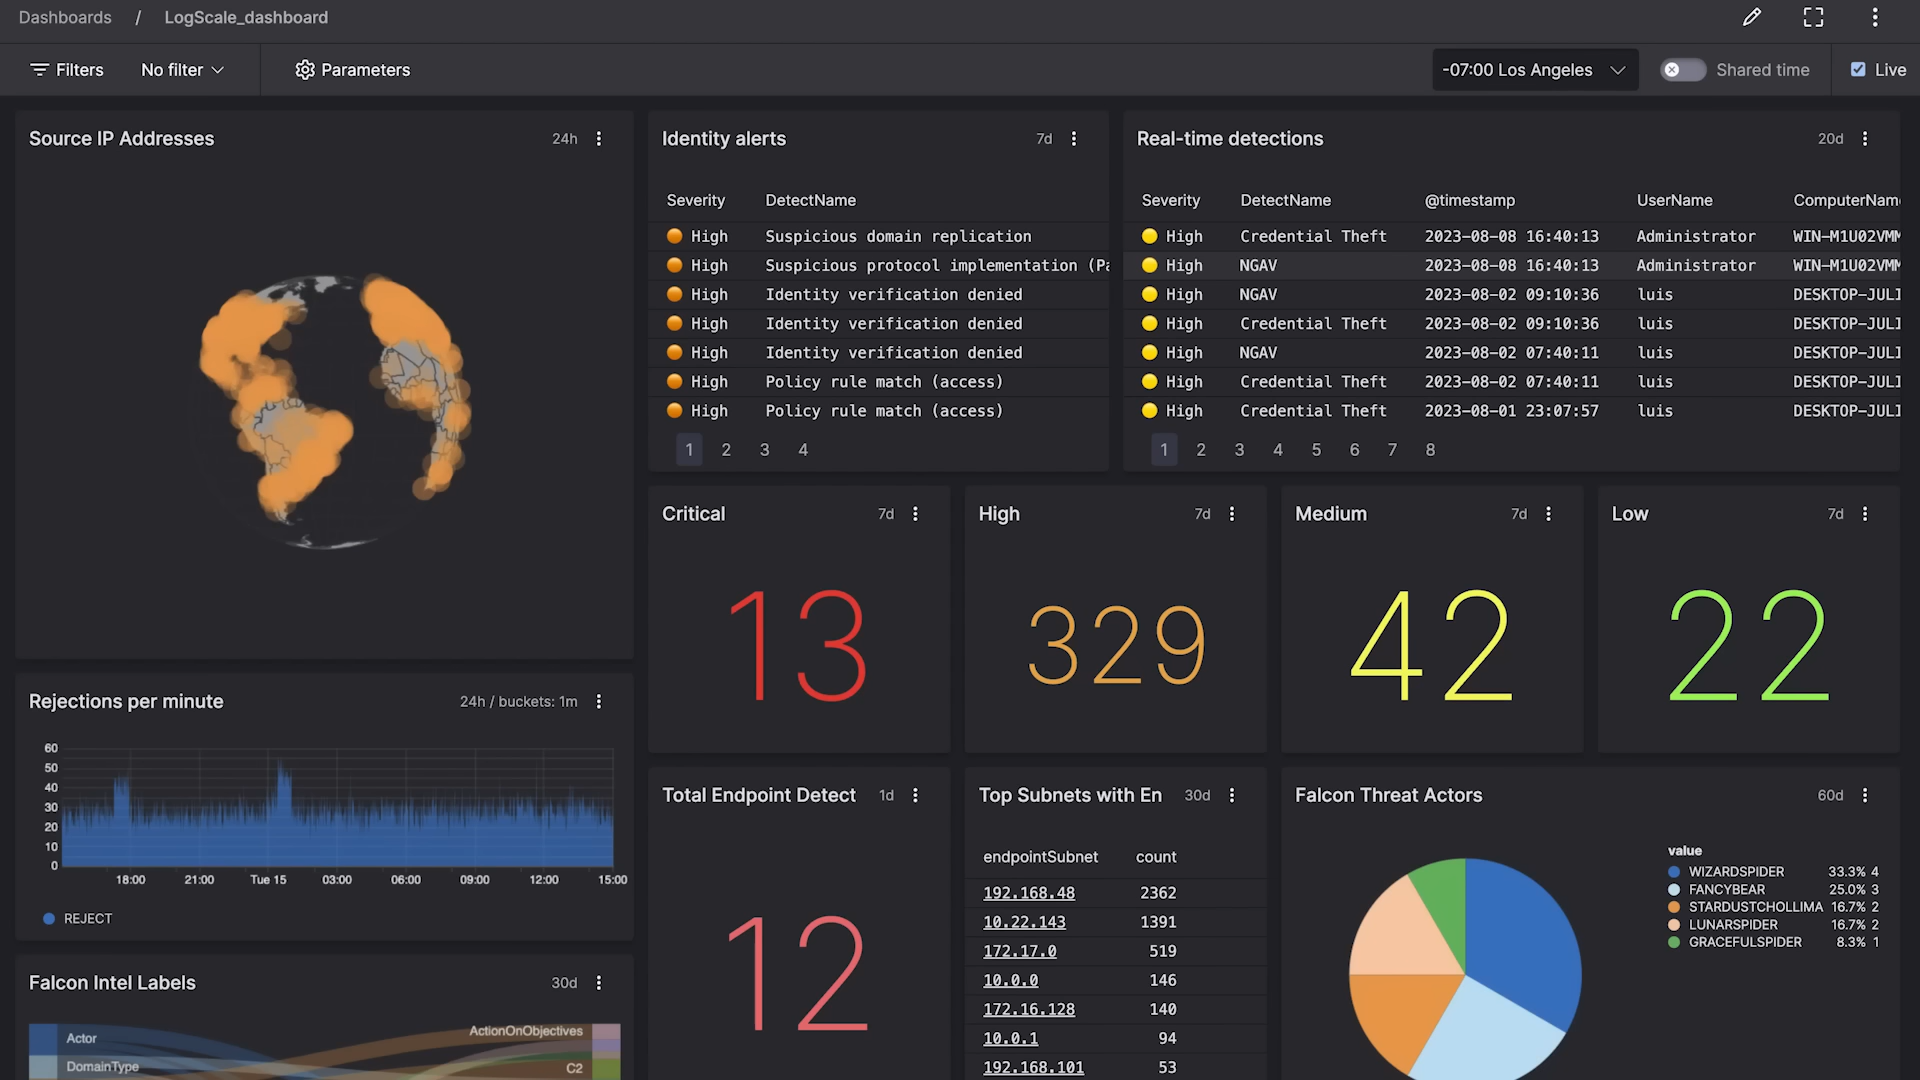 Dashboards / LogScale_dashboard
Filters No filter Parameters -07:00 Los Angeles Shared time Live
Source IP Addresses 24h
Identity alerts 7d
Severity DetectName
High Suspicious domain replication
High Suspicious protocol implementation (Pa
High Identity verification denied
High Identity verification denied
High Identity verification denied
High Policy rule match (access)
High Policy rule match (access)
1 2 3 4
Real-time detections 20d
Severity DetectName @timestamp UserName ComputerName
High Credential Theft 2023-08-08 16:40:13 Administrator WIN-M1U02VMM
High NGAV 2023-08-08 16:40:13 Administrator WIN-M1U02VMM
High NGAV 2023-08-02 09:10:36 luis DESKTOP-JULI
High Credential Theft 2023-08-02 09:10:36 luis DESKTOP-JULI
High NGAV 2023-08-02 07:40:11 luis DESKTOP-JULI
High Credential Theft 2023-08-02 07:40:11 luis DESKTOP-JULI
High Credential Theft 2023-08-01 23:07:57 luis DESKTOP-JULI
1 2 3 4 5 6 7 8
Critical 7d
13
High 7d
329
Medium 7d
42
Low 7d
22
Rejections per minute 24h / buckets: 1m
60
50
40
30
20
10
0
18:00 21:00 Tue 15 03:00 06:00 09:00 12:00 15:00
REJECT
Total Endpoint Detect 1d
12
Top Subnets with En 30d
endpointSubnet count
192.168.48 2362
10.22.143 1391
172.17.0 519
10.0.0 146
172.16.128 140
10.0.1 94
192.168.101 53
Falcon Threat Actors 60d
value
WIZARDSPIDER 33.3% 4
FANCYBEAR 25.0% 3
STARDUSTCHOLLIMA 16.7% 2
LUNARSPIDER 16.7% 2
GRACEFULSPIDER 8.3% 1
Falcon Intel Labels 30d
Actor ActionOnObjectives
DomainType C2